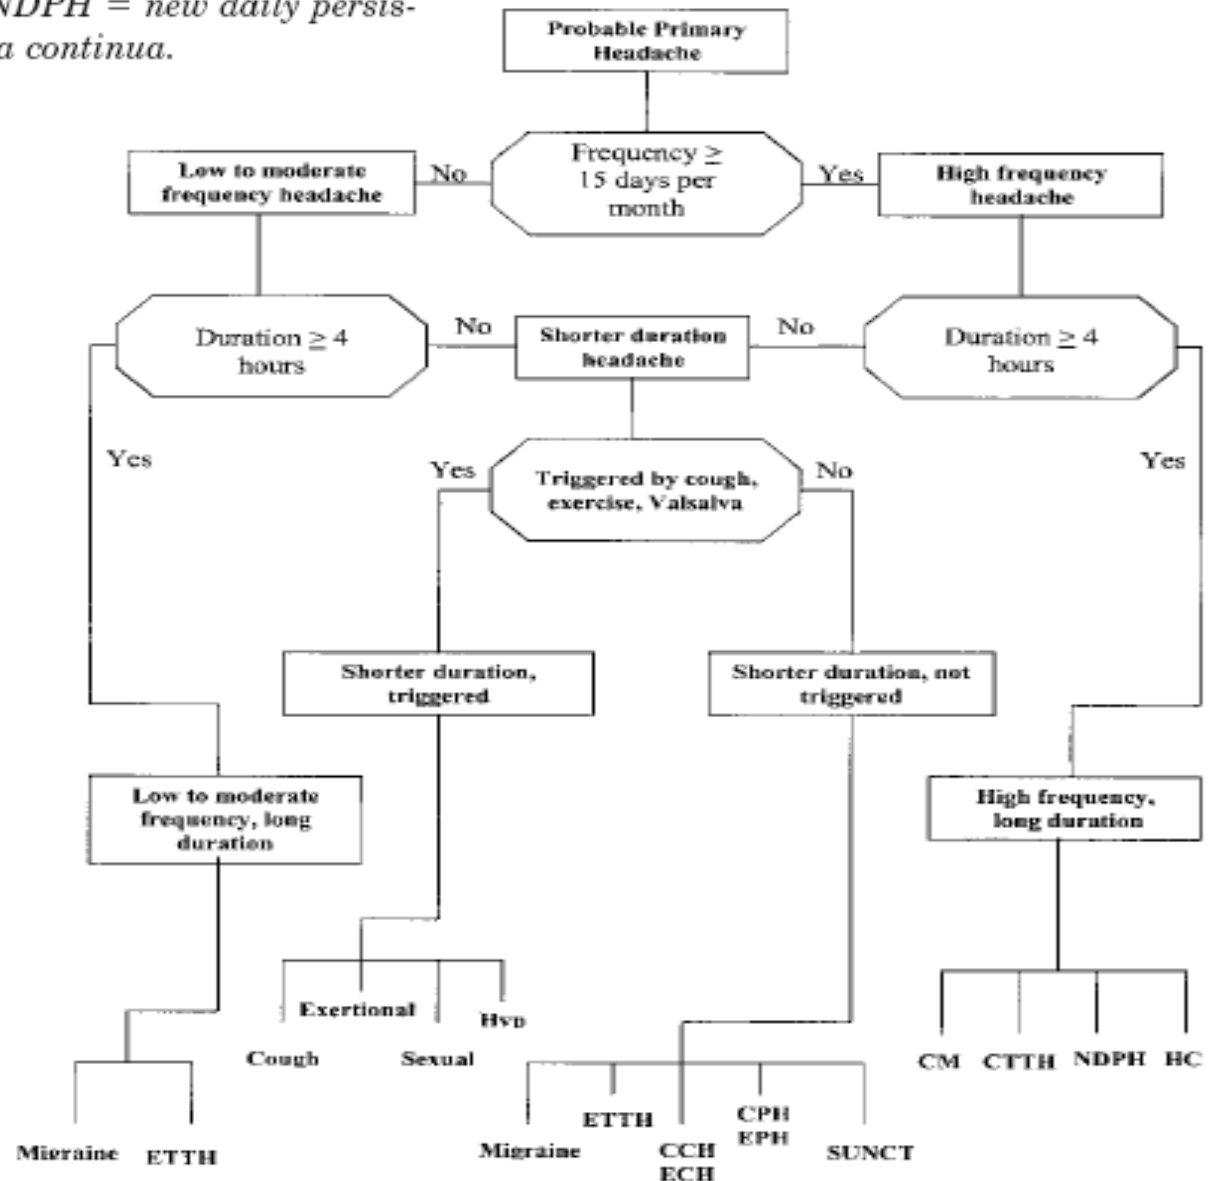 NDPH = new daily persis-
a continua.
Probable Primary
Headache
Frequency ≥
15 days per
month
No
Yes
Low to moderate
frequency headache
High frequency
headache
Duration ≥ 4
hours
No
Shorter duration
headache
No
Duration ≥ 4
hours
Yes
Yes
Triggered by cough,
exercise, Valsalva
No
Yes
Shorter duration,
triggered
Shorter duration, not
triggered
Low to moderate
frequency, long
duration
High frequency,
long duration
Exertional
Hyp
Cough
Sexual
CM
CTTH
NDPH
HC
Migraine
ETTH
Migraine
ETTH
CCH
ECH
CPH
EPH
SUNCT